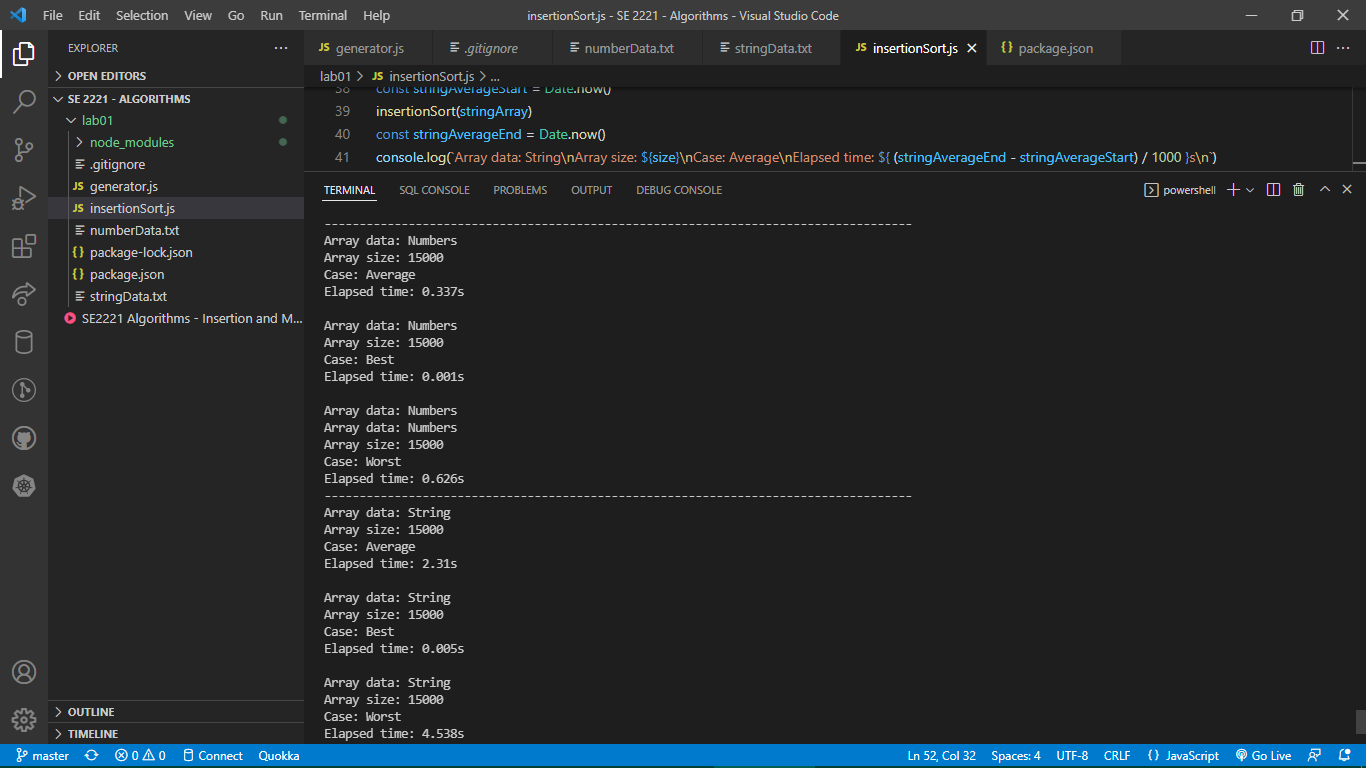 File Edit Selection View Go Run Terminal Help insertionSort.js - SE 2221 - Algorithms - Visual Studio Code
EXPLORER
OPEN EDITORS
SE 2221 - ALGORITHMS
lab01
node_modules
.gitignore
JS generator.js
JS insertionSort.js
numberData.txt
{} package-lock.json
{} package.json
stringData.txt
SE2221 Algorithms - Insertion and M...
OUTLINE
TIMELINE
JS generator.js .gitignore numberData.txt stringData.txt JS insertionSort.js {} package.json
lab01 > JS insertionSort.js > ...
38 const stringAverageStart = Date.now()
39 insertionSort(stringArray)
40 const stringAverageEnd = Date.now()
41 console.log(`Array data: String\nArray size: ${size}\nCase: Average\nElapsed time: ${ (stringAverageEnd - stringAverageStart) / 1000 }s\n`)
TERMINAL SQL CONSOLE PROBLEMS OUTPUT DEBUG CONSOLE powershell
------------------------------------------------------------------------------------
Array data: Numbers
Array size: 15000
Case: Average
Elapsed time: 0.337s
Array data: Numbers
Array size: 15000
Case: Best
Elapsed time: 0.001s
Array data: Numbers
Array data: Numbers
Array size: 15000
Case: Worst
Elapsed time: 0.626s
------------------------------------------------------------------------------------
Array data: String
Array size: 15000
Case: Average
Elapsed time: 2.31s
Array data: String
Array size: 15000
Case: Best
Elapsed time: 0.005s
Array data: String
Array size: 15000
Case: Worst
Elapsed time: 4.538s
master 0 0 Connect Quokka Ln 52, Col 32 Spaces: 4 UTF-8 CRLF {} JavaScript Go Live